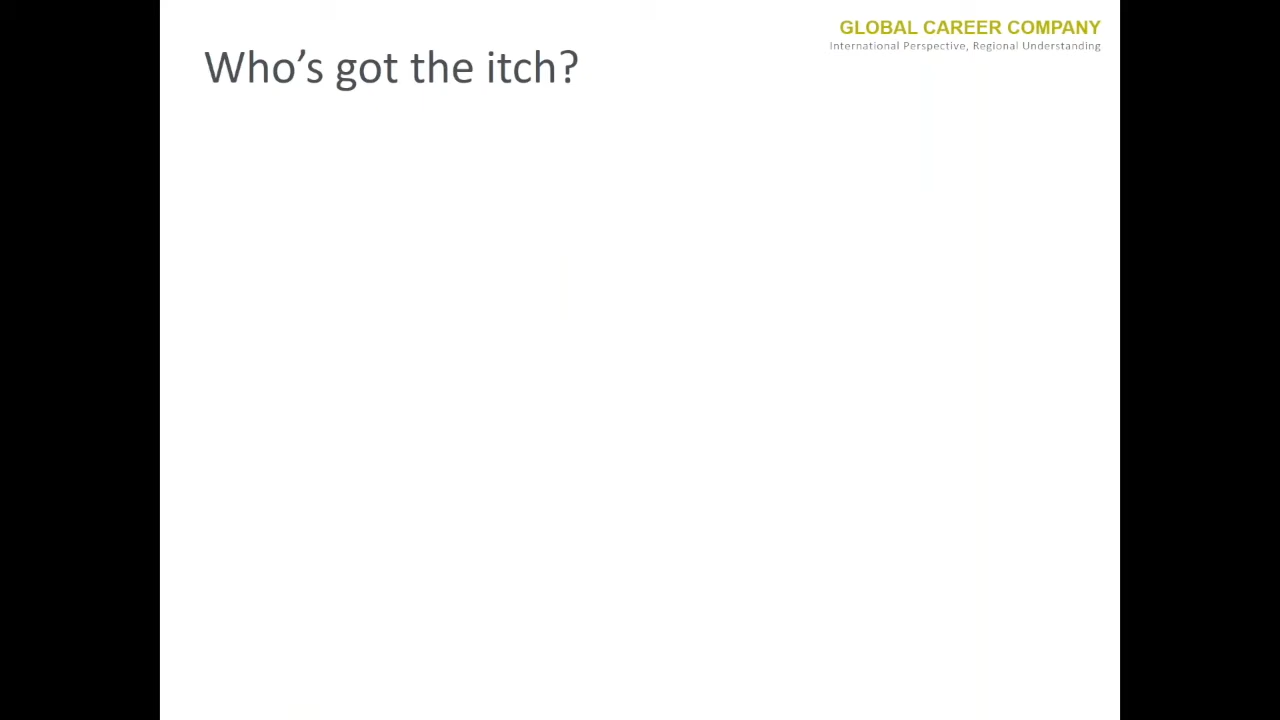 GLOBAL CAREER COMPANY
International Perspective, Regional Understanding
Who’s got the itch?